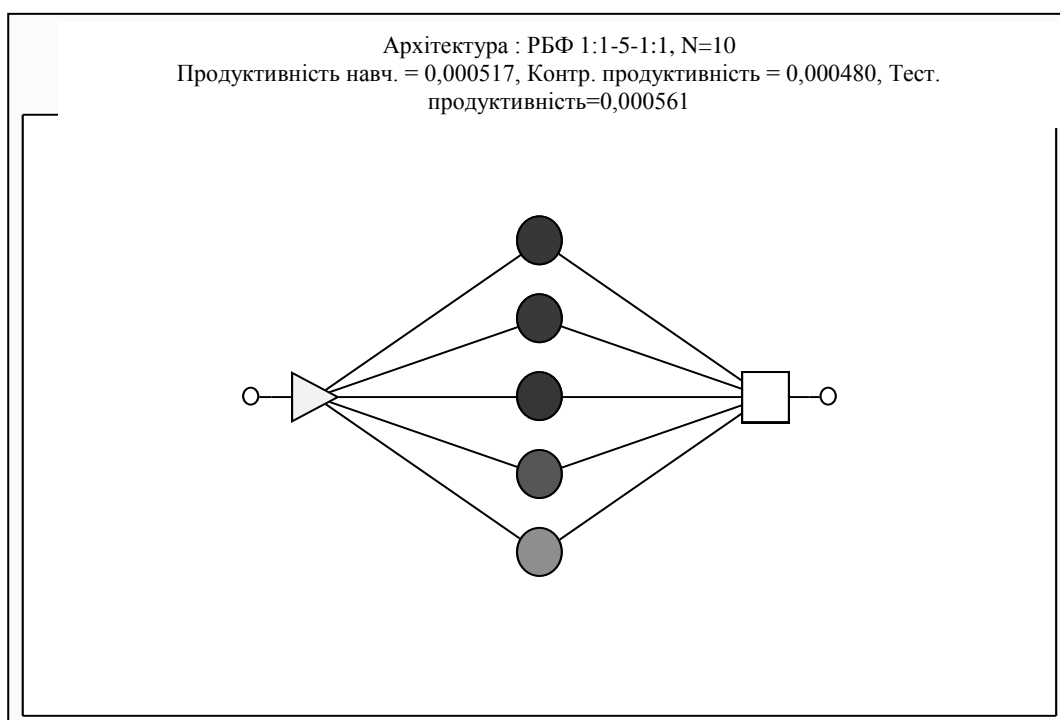 Архітектура : РБФ 1:1-5-1:1, N=10
Продуктивність навч. = 0,000517, Контр. продуктивність = 0,000480, Тест.
продуктивність=0,000561